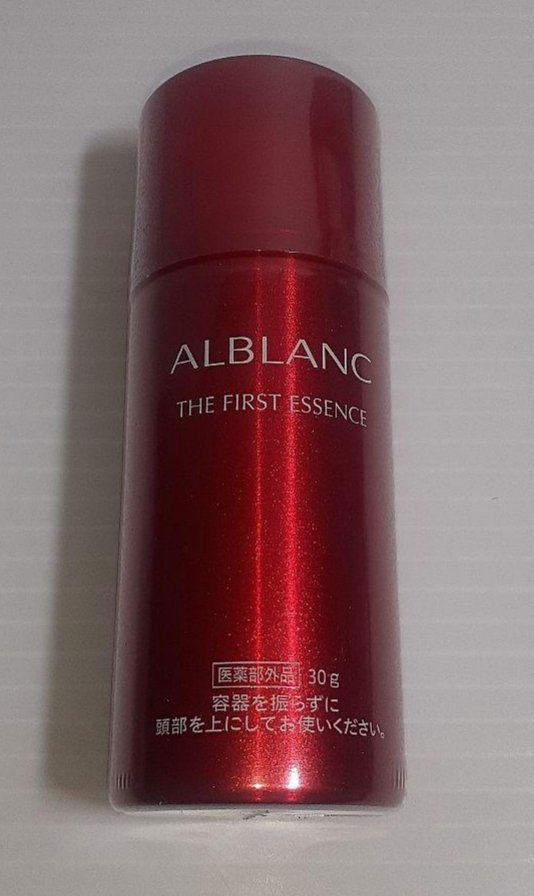 ALBLANC
THE FIRST ESSENCE
医薬部外品 30g
容器を振らずに
頭部を上にしてお使いください。